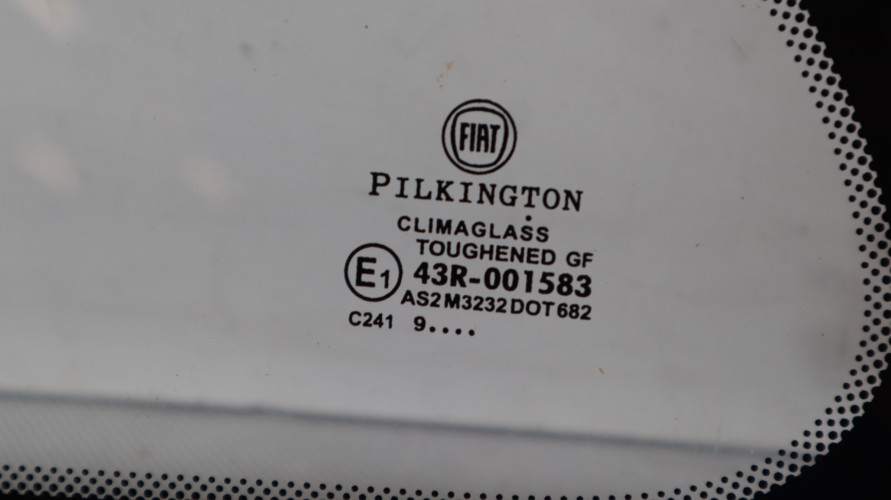 FIAT
PILKINGTON
CLIMAGLASS
TOUGHENED GF
E1 43R-001583
AS2 M3232 DOT 682
C241 9....